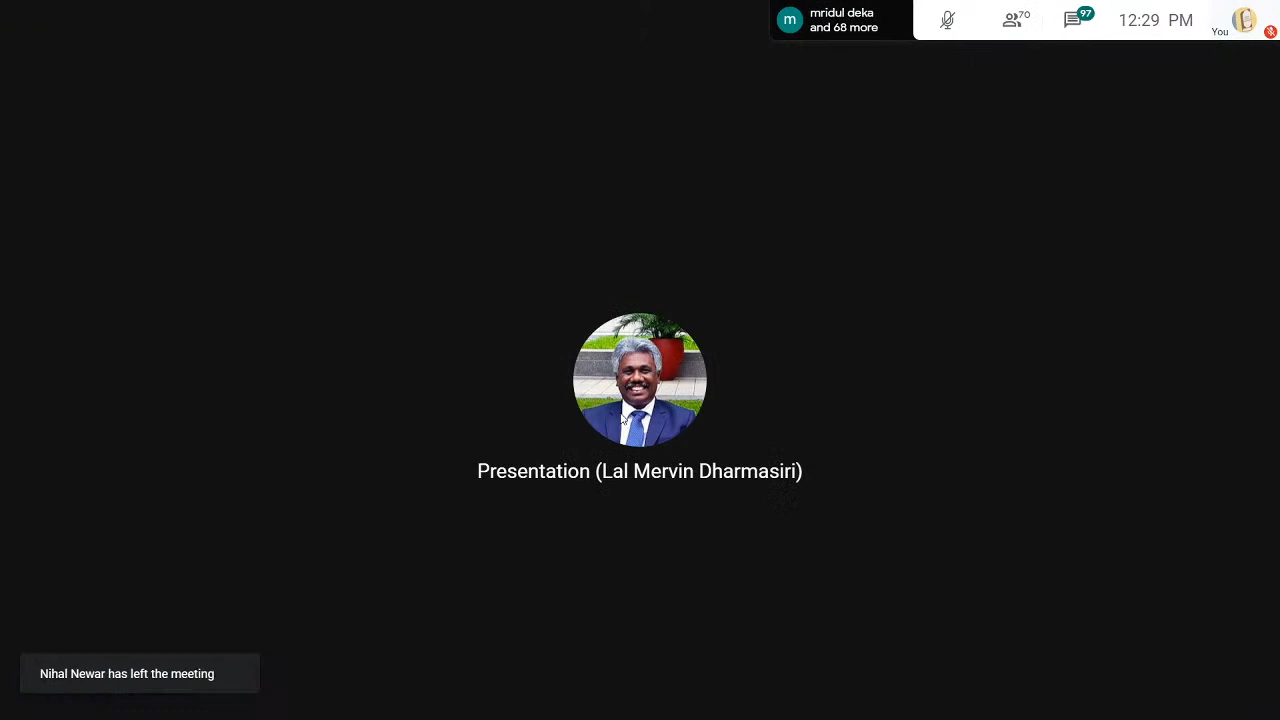 m
mridul deka
and 68 more
70
97
12:29 PM
You
Presentation (Lal Mervin Dharmasiri)
Nihal Newar has left the meeting